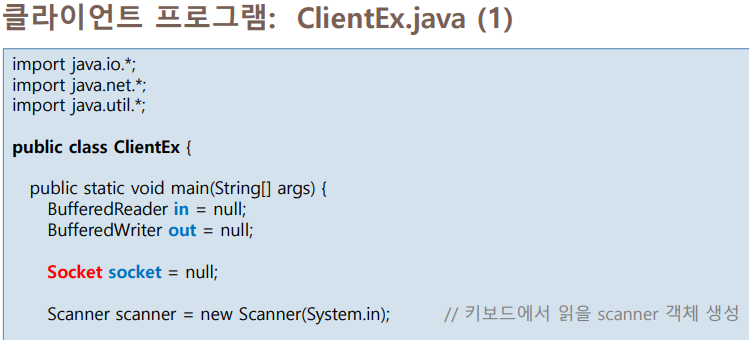 클라이언트 프로그램: ClientEx.java (1)
import java.io.*;
import java.net.*;
import java.util.*;
public class ClientEx {
public static void main(String[] args) {
BufferedReader in = null;
BufferedWriter out = null;
Socket socket = null;
Scanner scanner = new Scanner(System.in); // 키보드에서 읽을 scanner 객체 생성